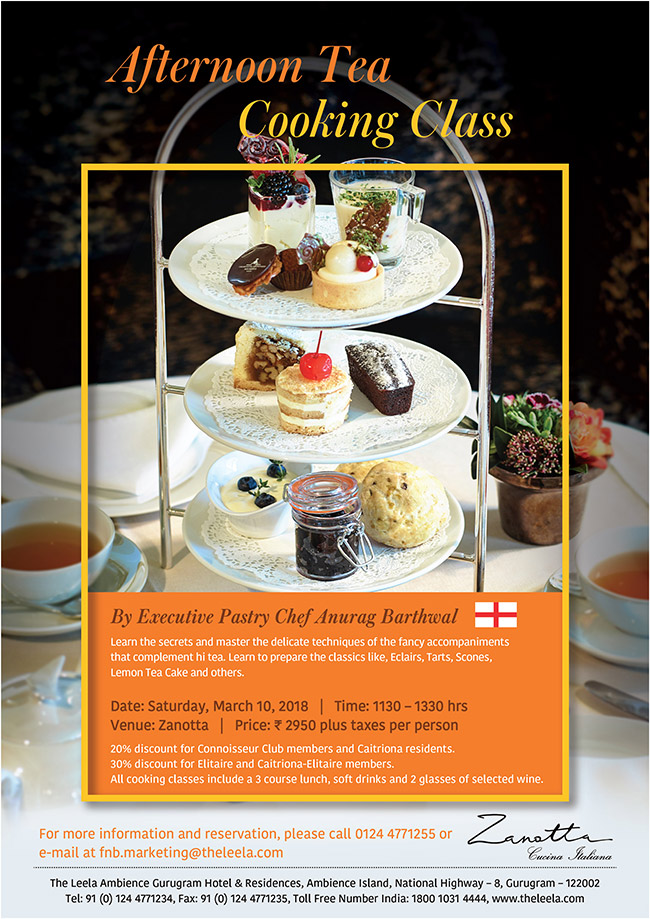 Afternoon Tea
Cooking Class
By Executive Pastry Chef Anurag Barthwal
Learn the secrets and master the delicate techniques of the fancy accompaniments
that complement hi tea. Learn to prepare the classics like, Eclairs, Tarts, Scones,
Lemon Tea Cake and others.
Date: Saturday, March 10, 2018 | Time: 1130 – 1330 hrs
Venue: Zanotta | Price: ₹ 2950 plus taxes per person
20% discount for Connoisseur Club members and Caitriona residents.
30% discount for Elitaire and Caitriona-Elitaire members.
All cooking classes include a 3 course lunch, soft drinks and 2 glasses of selected wine.
For more information and reservation, please call 0124 4771255 or
e-mail at fnb.marketing@theleela.com
Zanotta
Cucina Italiana
The Leela Ambience Gurugram Hotel & Residences, Ambience Island, National Highway – 8, Gurugram – 122002
Tel: 91 (0) 124 4771234, Fax: 91 (0) 124 4771235, Toll Free Number India: 1800 1031 4444, www.theleela.com